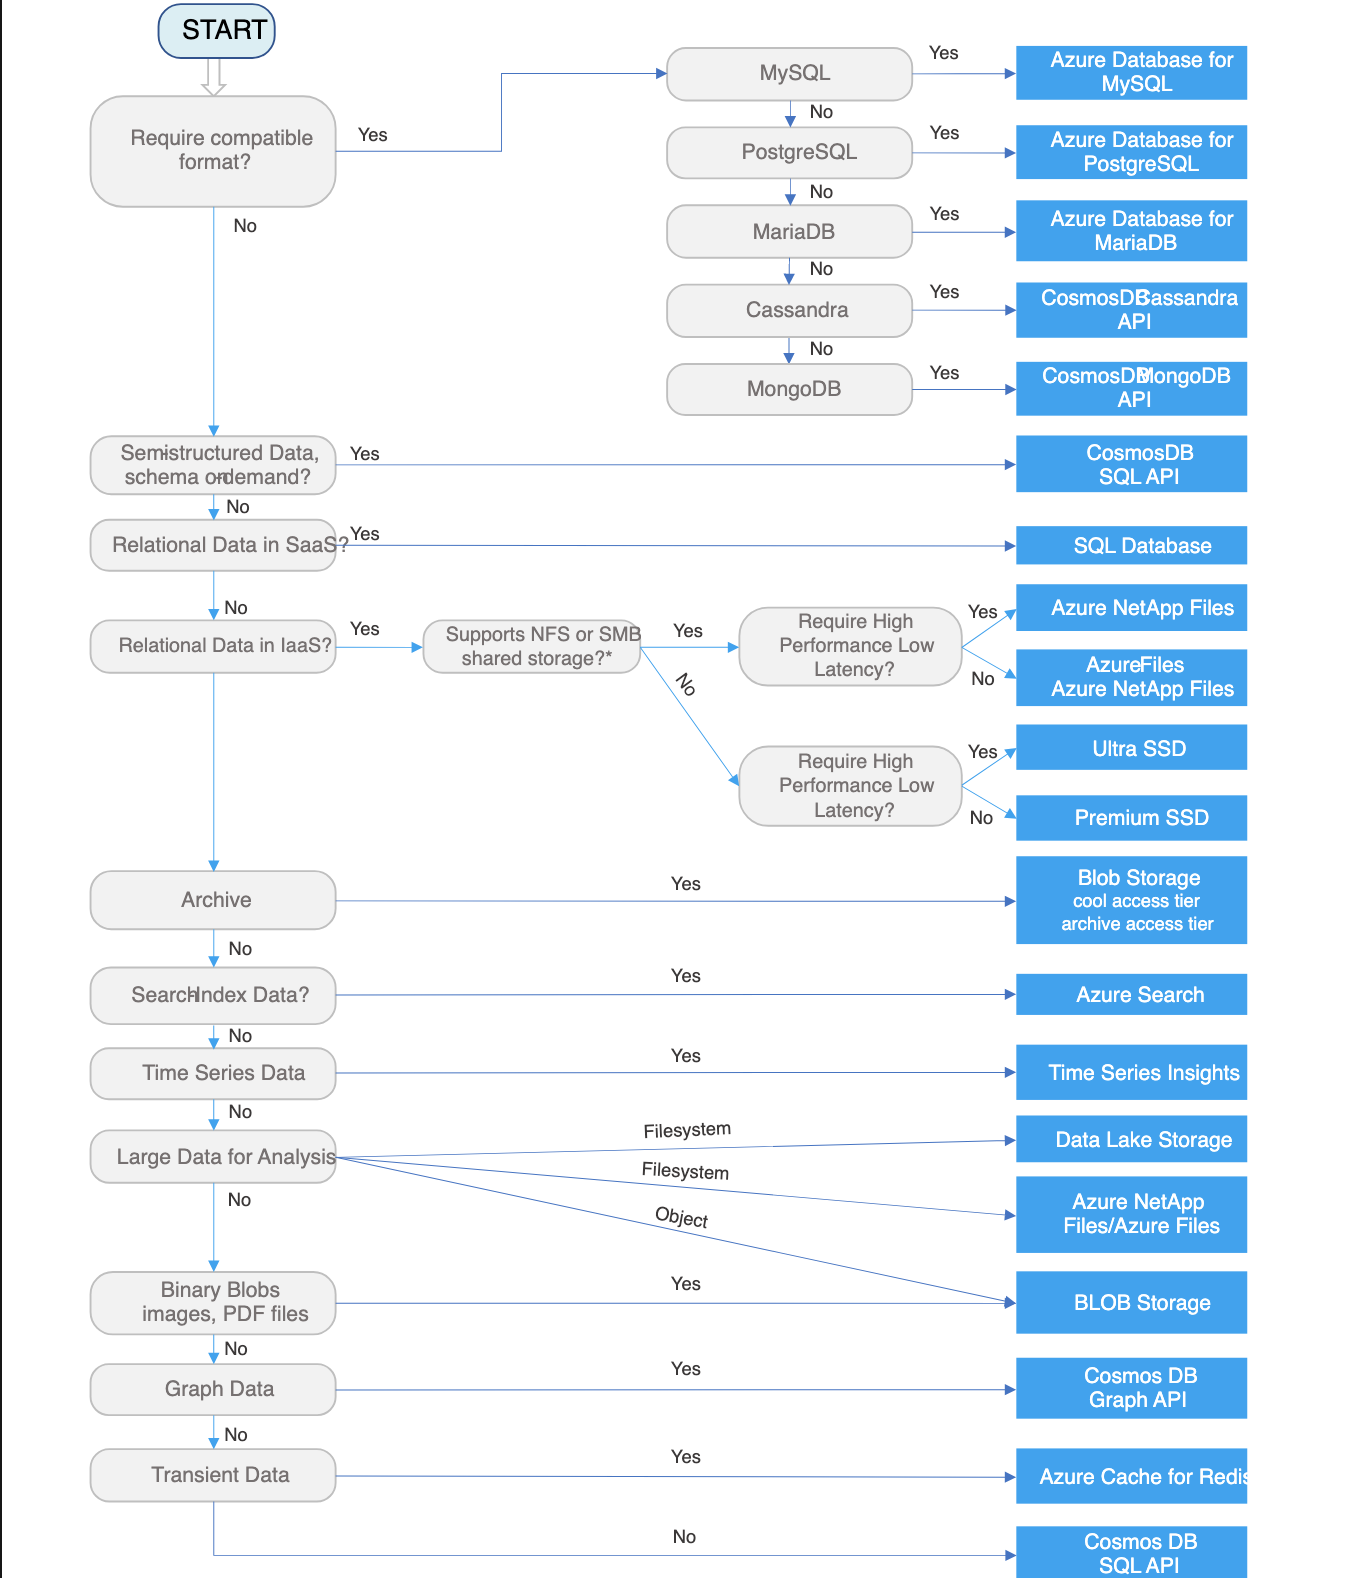 START
Require compatible
format?
Yes
No
MySQL
Yes
Azure Database for
MySQL
No
PostgreSQL
Yes
Azure Database for
PostgreSQL
No
MariaDB
Yes
Azure Database for
MariaDB
No
Cassandra
Yes
CosmosDB Cassandra
API
No
MongoDB
Yes
CosmosDB MongoDB
API
Semi-structured Data,
schema on-demand?
Yes
CosmosDB
SQL API
No
Relational Data in SaaS?
Yes
SQL Database
No
Relational Data in IaaS?
Yes
Supports NFS or SMB
shared storage?*
Yes
No
Require High
Performance Low
Latency?
Yes
Azure NetApp Files
No
AzureFiles
Azure NetApp Files
Require High
Performance Low
Latency?
Yes
Ultra SSD
No
Premium SSD
Archive
Yes
Blob Storage
cool access tier
archive access tier
No
Search-Index Data?
Yes
Azure Search
No
Time Series Data
Yes
Time Series Insights
No
Large Data for Analysis
Filesystem
Data Lake Storage
Filesystem
Azure NetApp
Files/Azure Files
Object
No
Binary Blobs
images, PDF files
Yes
BLOB Storage
No
Graph Data
Yes
Cosmos DB
Graph API
No
Transient Data
Yes
Azure Cache for Redis
No
Cosmos DB
SQL API